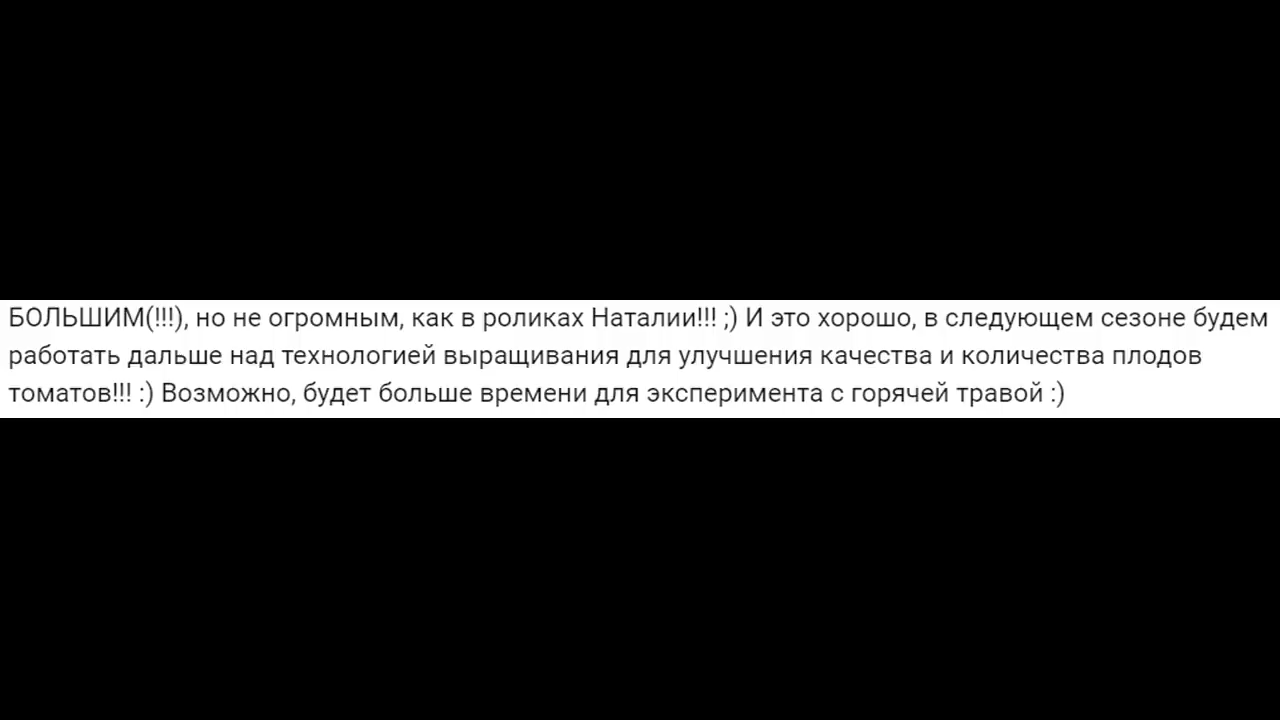 БОЛЬШИМ(!!!), но не огромным, как в роликах Наталии!!! ;) И это хорошо, в следующем сезоне будем
работать дальше над технологией выращивания для улучшения качества и количества плодов
томатов!!! :) Возможно, будет больше времени для эксперимента с горячей травой :)